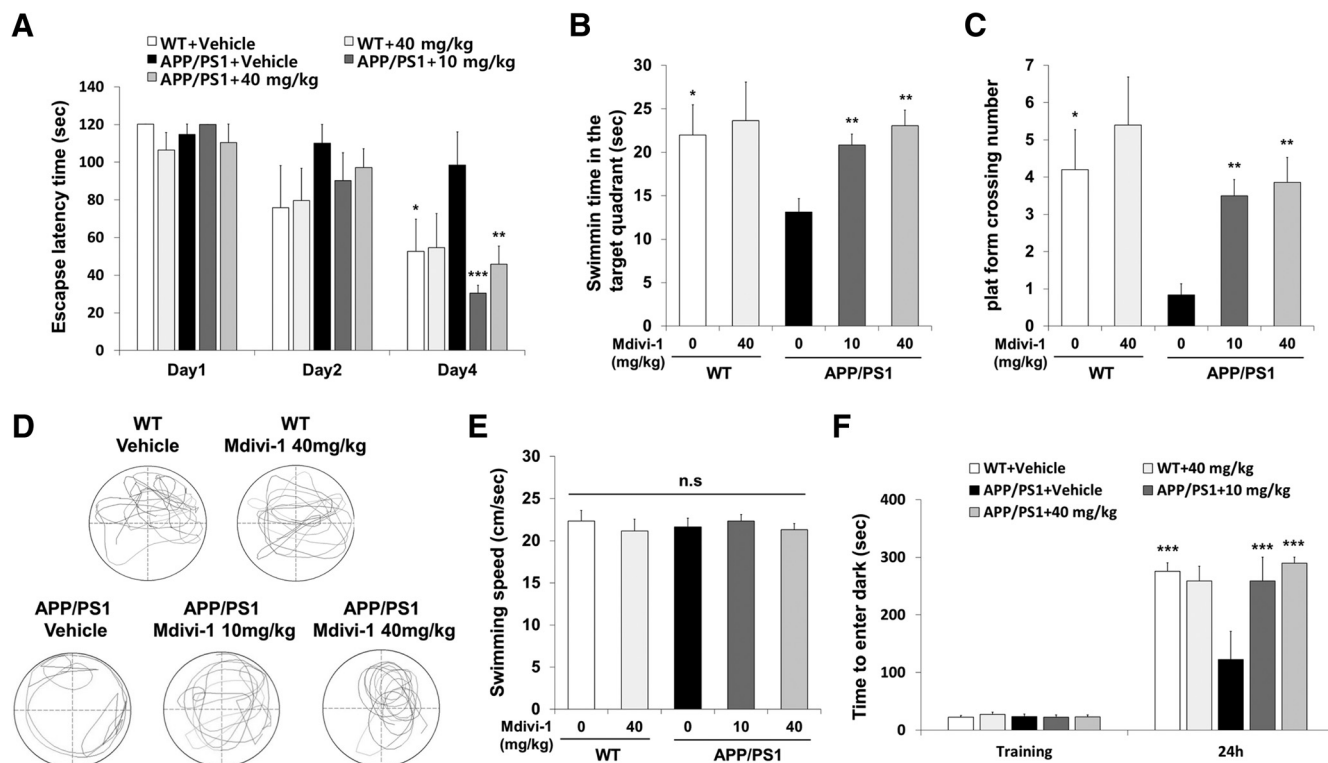 A
WT+Vehicle
WT+40 mg/kg
APP/PS1+Vehicle
APP/PS1+10 mg/kg
APP/PS1+40 mg/kg
Escapse latency time (sec)
140
120
100
80
60
40
20
0
*
***
**
Day1
Day2
Day4
B
Swimmin time in the
target quadrant (sec)
30
25
20
15
10
5
0
*
**
**
Mdivi-1
(mg/kg)
0
40
0
10
40
WT
APP/PS1
C
plat form crossing number
7
6
5
4
3
2
1
0
*
**
**
Mdivi-1
(mg/kg)
0
40
0
10
40
WT
APP/PS1
D
WT
Vehicle
WT
Mdivi-1 40mg/kg
APP/PS1
Vehicle
APP/PS1
Mdivi-1 10mg/kg
APP/PS1
Mdivi-1 40mg/kg
E
Swimming speed (cm/sec)
30
25
20
15
10
5
0
n.s
Mdivi-1
(mg/kg)
0
40
0
10
40
WT
APP/PS1
F
WT+Vehicle
WT+40 mg/kg
APP/PS1+Vehicle
APP/PS1+10 mg/kg
APP/PS1+40 mg/kg
Time to enter dark (sec)
400
300
200
100
0
***
***
***
Training
24h